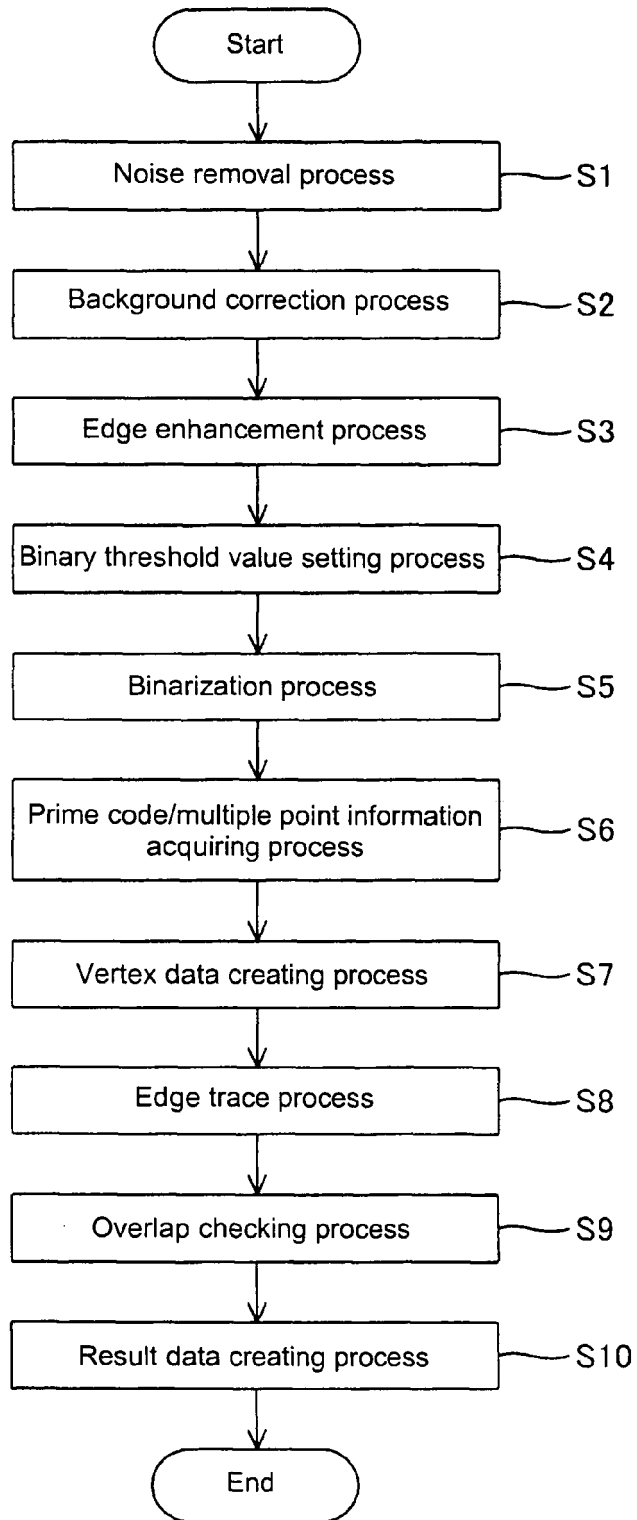 Start
Noise removal process
S1
Background correction process
S2
Edge enhancement process
S3
Binary threshold value setting process
S4
Binarization process
S5
Prime code/multiple point information
acquiring process
S6
Vertex data creating process
S7
Edge trace process
S8
Overlap checking process
S9
Result data creating process
S10
End